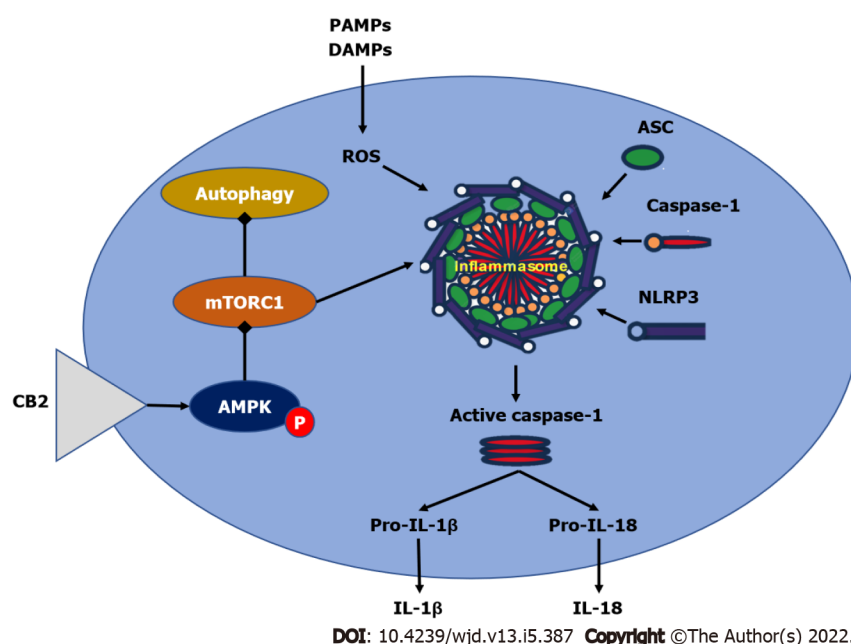 PAMPs
DAMPs
ASC
ROS
Autophagy
Caspase-1
Inflammasome
mTORC1
NLRP3
CB2
AMPK
P
Active caspase-1
Pro-IL-1β
Pro-IL-18
IL-1β
IL-18
DOI: 10.4239/wjd.v13.i5.387 Copyright ©The Author(s) 2022.